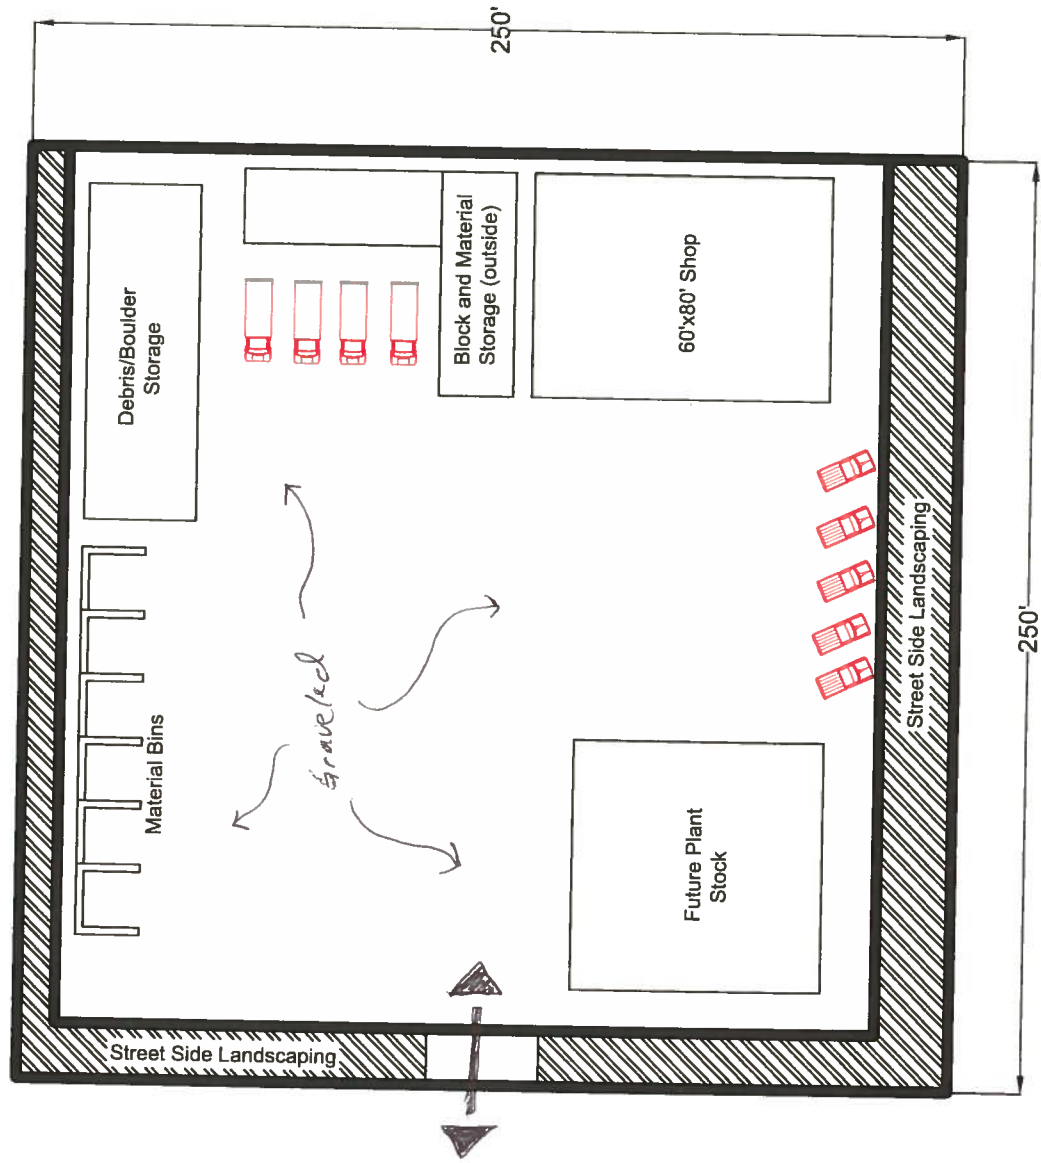 250'
Debris/Boulder
Storage
Block and Material
Storage (outside)
60'x80' Shop
Material Bins
Graveled
Future Plant
Stock
Street Side Landscaping
Street Side Landscaping
250'